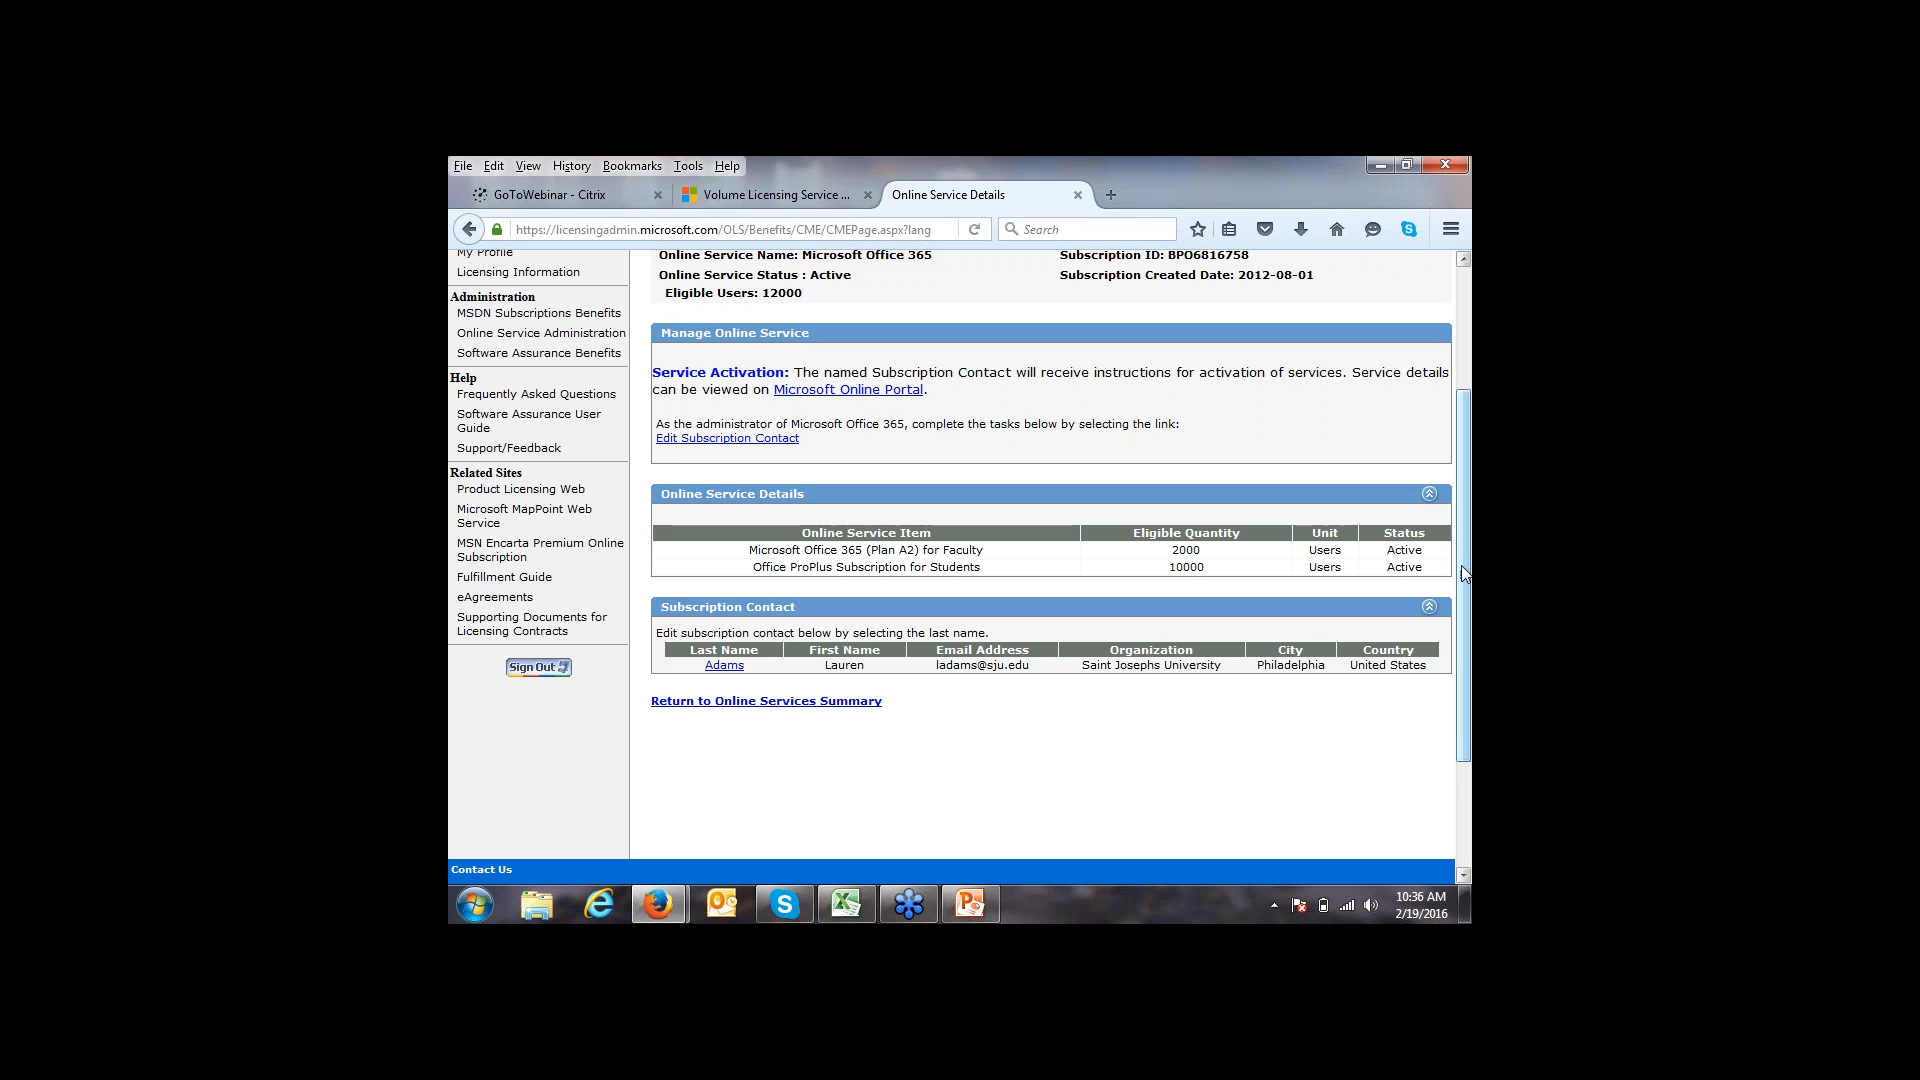 File Edit View History Bookmarks Tools Help
GoToWebinar - Citrix
Volume Licensing Service ...
Online Service Details
https://licensingadmin.microsoft.com/OLS/Benefits/CME/CMEPage.aspx?lang
Search
My Profile
Licensing Information
Administration
MSDN Subscriptions Benefits
Online Service Administration
Software Assurance Benefits
Help
Frequently Asked Questions
Software Assurance User
Guide
Support/Feedback
Related Sites
Product Licensing Web
Microsoft MapPoint Web
Service
MSN Encarta Premium Online
Subscription
Fulfillment Guide
eAgreements
Supporting Documents for
Licensing Contracts
Sign Out
Online Service Name: Microsoft Office 365 Subscription ID: BPO6816758
Online Service Status : Active Subscription Created Date: 2012-08-01
Eligible Users: 12000
Manage Online Service
Service Activation: The named Subscription Contact will receive instructions for activation of services. Service details
can be viewed on Microsoft Online Portal.
As the administrator of Microsoft Office 365, complete the tasks below by selecting the link:
Edit Subscription Contact
Online Service Details
Online Service Item Eligible Quantity Unit Status
Microsoft Office 365 (Plan A2) for Faculty 2000 Users Active
Office ProPlus Subscription for Students 10000 Users Active
Subscription Contact
Edit subscription contact below by selecting the last name.
Last Name First Name Email Address Organization City Country
Adams Lauren ladams@sju.edu Saint Josephs University Philadelphia United States
Return to Online Services Summary
Contact Us
10:36 AM
2/19/2016